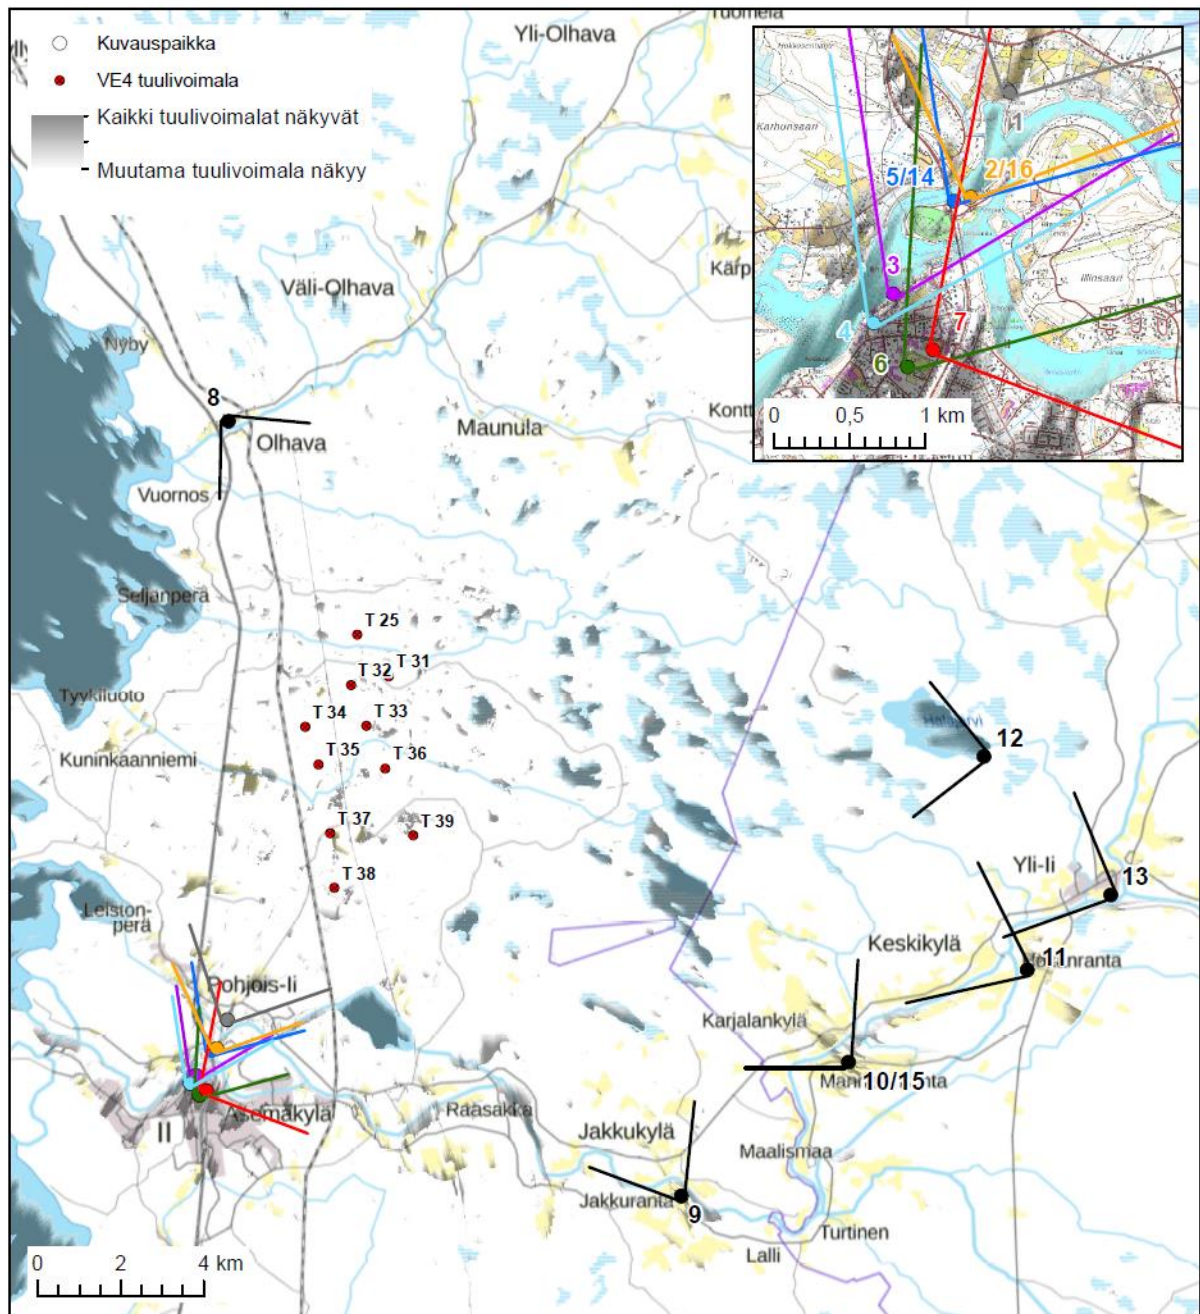 Tuomela
Yli-Olhava
Kuvauspaikka
VE4 tuulivoimala
Kaikki tuulivoimalat näkyvät
Muutama tuulivoimala näkyy
Karhunsaari
1
5/14
2/16
Illinsaari
3
4
7
6
0 0,5 1 km
Väli-Olhava
Kärp
Nyby
8
Olhava
Maunula
Kontt
Vuornos
Seljänperä
T 25
T 31
T 32
Tyykiluoto
T 34
T 33
T 35
T 36
Kuninkaanniemi
12
T 37
T 39
T 38
Yli-Ii
13
Leiston-
perä
Keskikylä
11
Pohjois-Ii
Karjalankylä
10/15
II
Asemakylä
Raasakka
Jakkukylä
Maalismaa
Jakkuranta
9
Turtinen
Lalli
0 2 4 km